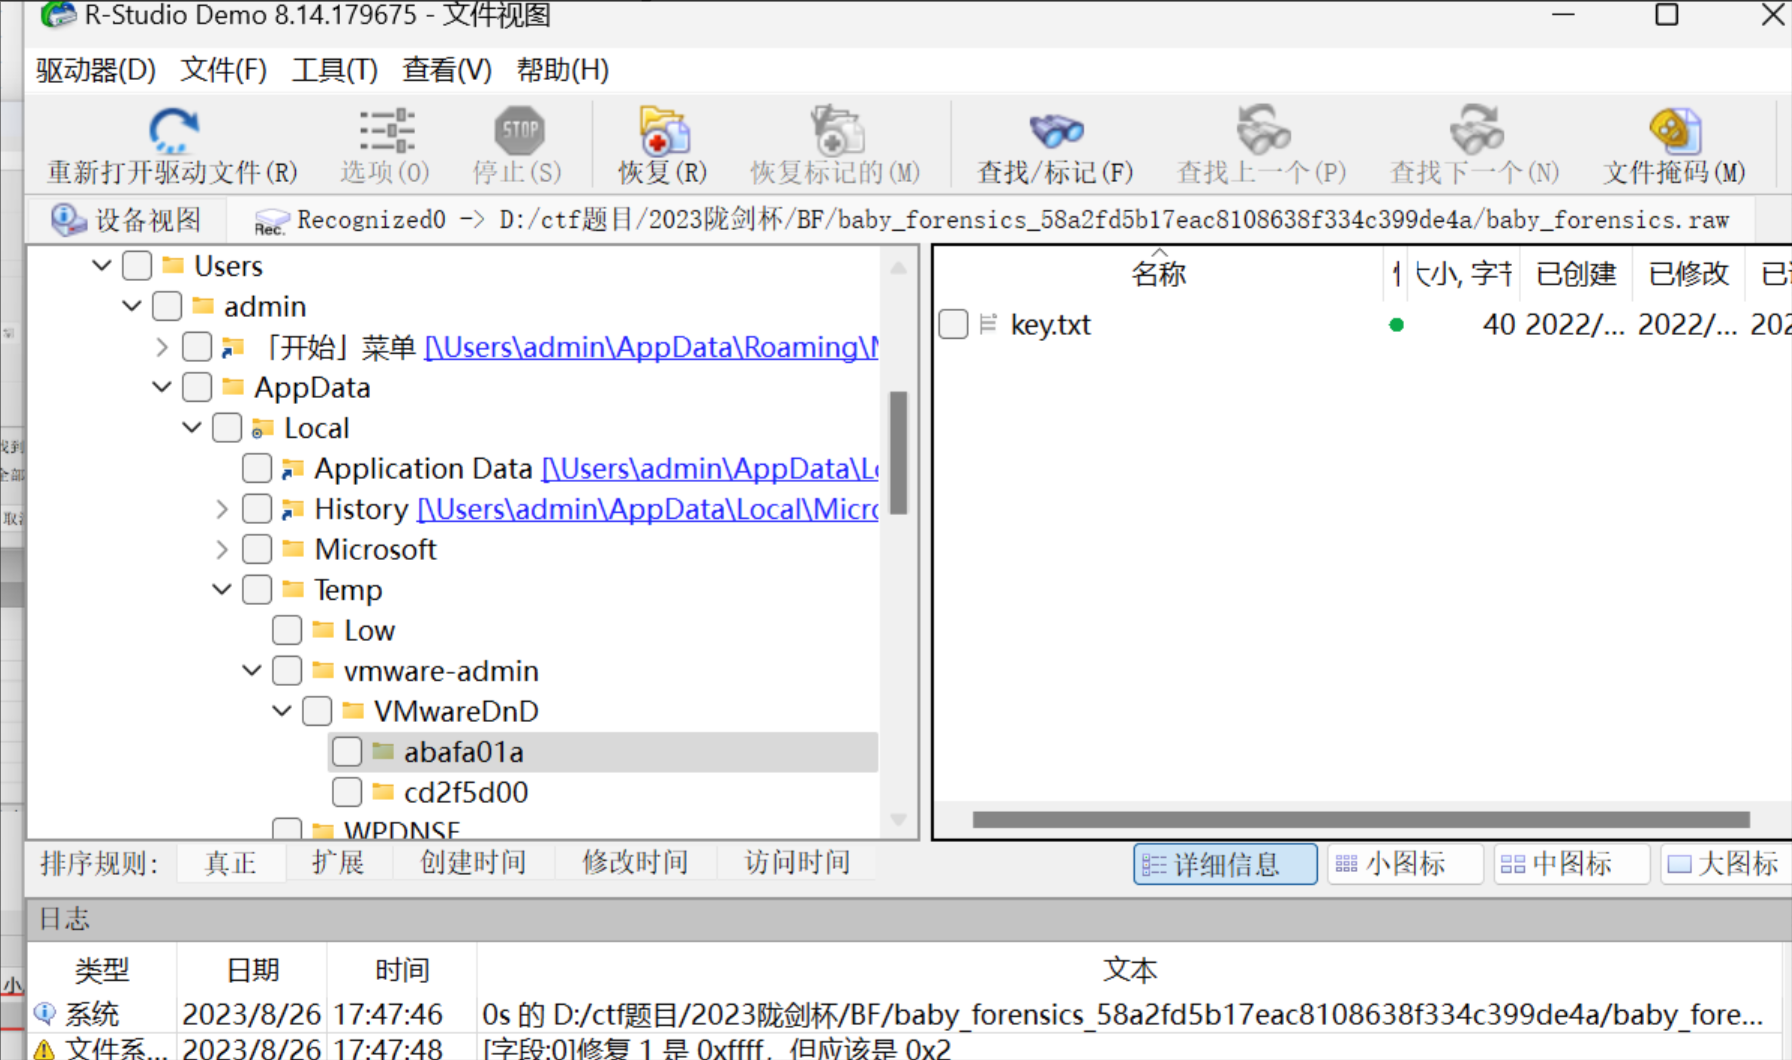 R-Studio Demo 8.14.179675 - 文件视图
驱动器(D) 文件(F) 工具(T) 查看(V) 帮助(H)
STOP
重新打开驱动文件(R) 选项(O) 停止(S) 恢复(R) 恢复标记的(M) 查找/标记(F) 查找上一个(P) 查找下一个(N) 文件掩码(M)
设备视图 Rec. Recognized0 -> D:/ctf题目/2023陇剑杯/BF/baby_forensics_58a2fd5b17eac8108638f334c399de4a/baby_forensics.raw
Users
admin
「开始」菜单 [\Users\admin\AppData\Roaming\
AppData
Local
Application Data [\Users\admin\AppData\L
History [\Users\admin\AppData\Local\Micro
Microsoft
Temp
Low
vmware-admin
VMwareDnD
abafa01a
cd2f5d00
WPDNSE
名称 大小, 字节 已创建 已修改 已
key.txt 40 2022/... 2022/... 202
排序规则: 真正 扩展 创建时间 修改时间 访问时间
详细信息 小图标 中图标 大图标
日志
类型 日期 时间 文本
系统 2023/8/26 17:47:46 0s 的 D:/ctf题目/2023陇剑杯/BF/baby_forensics_58a2fd5b17eac8108638f334c399de4a/baby_fore...
文件系... 2023/8/26 17:47:48 [字段:0]修复 1 是 0xffff，但应该是 0x2